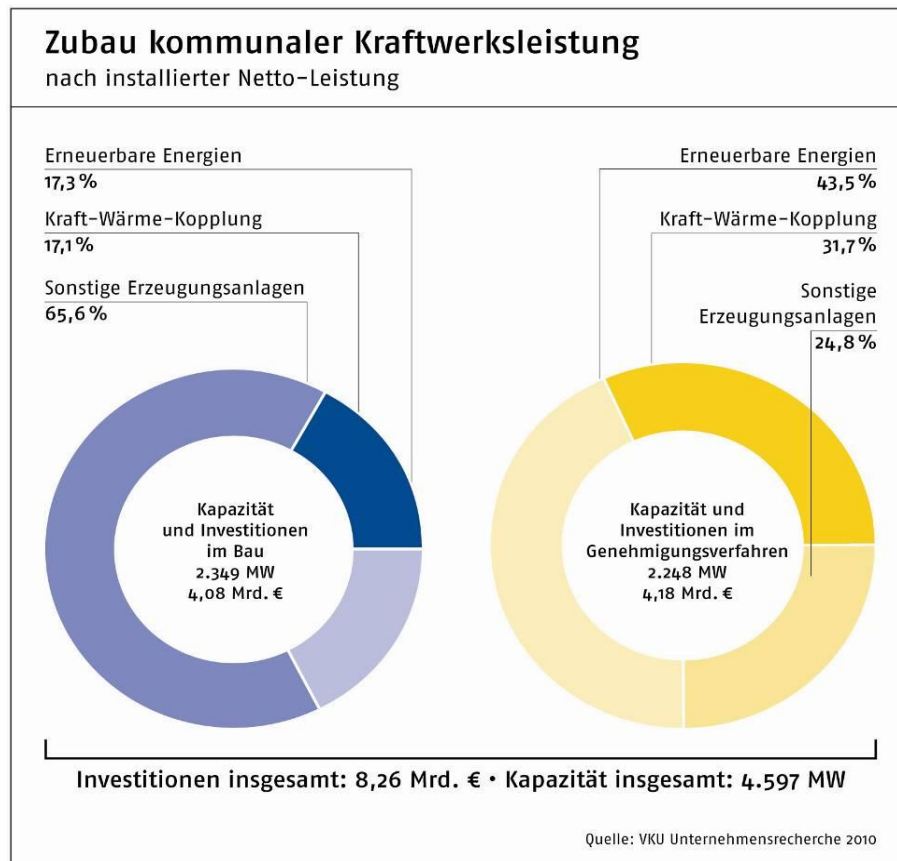 Zubau kommunaler Kraftwerksleistung
nach installierter Netto-Leistung
Erneuerbare Energien
17,3 %
Kraft-Wärme-Kopplung
17,1 %
Sonstige Erzeugungsanlagen
65,6 %
Kapazität
und Investitionen
im Bau
2.349 MW
4,08 Mrd. €
Erneuerbare Energien
43,5 %
Kraft-Wärme-Kopplung
31,7 %
Sonstige
Erzeugungsanlagen
24,8 %
Kapazität und
Investitionen im
Genehmigungsverfahren
2.248 MW
4,18 Mrd. €
Investitionen insgesamt: 8,26 Mrd. € • Kapazität insgesamt: 4.597 MW
Quelle: VKU Unternehmensrecherche 2010